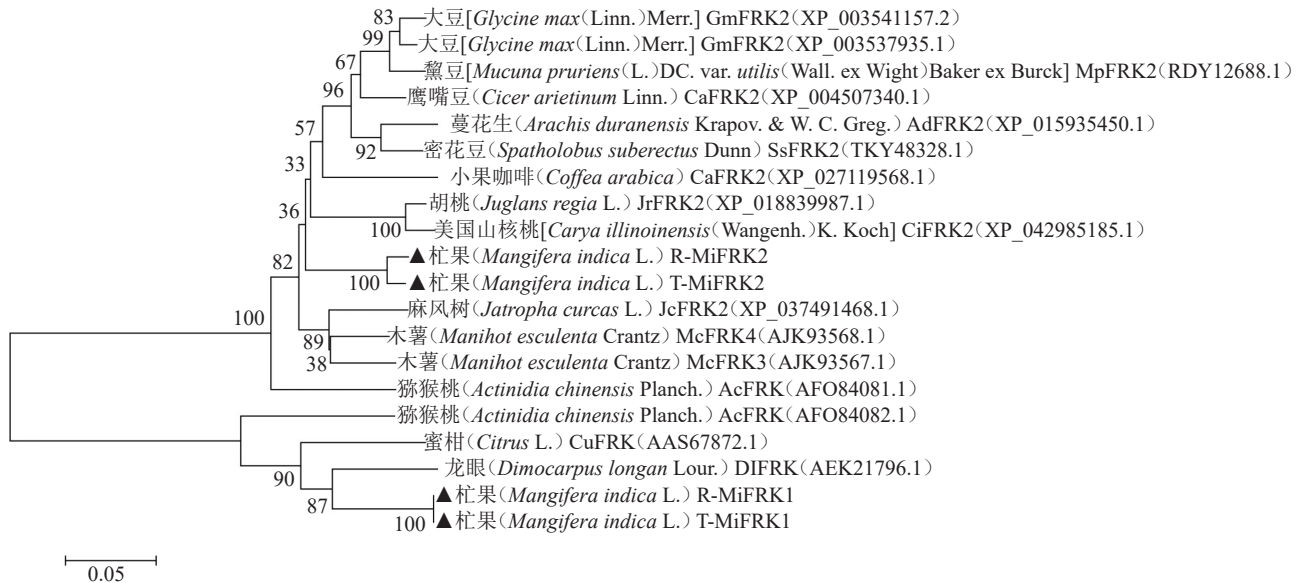 大豆[Glycine max(Linn.)Merr.] GmFRK2(XP_003541157.2)
大豆[Glycine max(Linn.)Merr.] GmFRK2(XP_003537935.1)
黧豆[Mucuna pruriens(L.)DC. var. utilis(Wall. ex Wight)Baker ex Burck] MpFRK2(RDY12688.1)
鹰嘴豆(Cicer arietinum Linn.) CaFRK2(XP_004507340.1)
蔓花生(Arachis duranensis Krapov. & W. C. Greg.) AdFRK2(XP_015935450.1)
密花豆(Spatholobus suberectus Dunn) SsFRK2(TKY48328.1)
小果咖啡(Coffea arabica) CaFRK2(XP_027119568.1)
胡桃(Juglans regia L.) JrFRK2(XP_018839987.1)
美国山核桃[Carya illinoinensis(Wangenh.)K. Koch] CiFRK2(XP_042985185.1)
▲杧果(Mangifera indica L.) R-MiFRK2
▲杧果(Mangifera indica L.) T-MiFRK2
麻风树(Jatropha curcas L.) JcFRK2(XP_037491468.1)
木薯(Manihot esculenta Crantz) McFRK4(AJK93568.1)
木薯(Manihot esculenta Crantz) McFRK3(AJK93567.1)
猕猴桃(Actinidia chinensis Planch.) AcFRK(AFO84081.1)
猕猴桃(Actinidia chinensis Planch.) AcFRK(AFO84082.1)
蜜柑(Citrus L.) CuFRK(AAS67872.1)
龙眼(Dimocarpus longan Lour.) DIFRK(AEK21796.1)
▲杧果(Mangifera indica L.) R-MiFRK1
▲杧果(Mangifera indica L.) T-MiFRK1
83
99
67
96
92
57
33
100
36
100
82
89
38
100
90
87
100
0.05